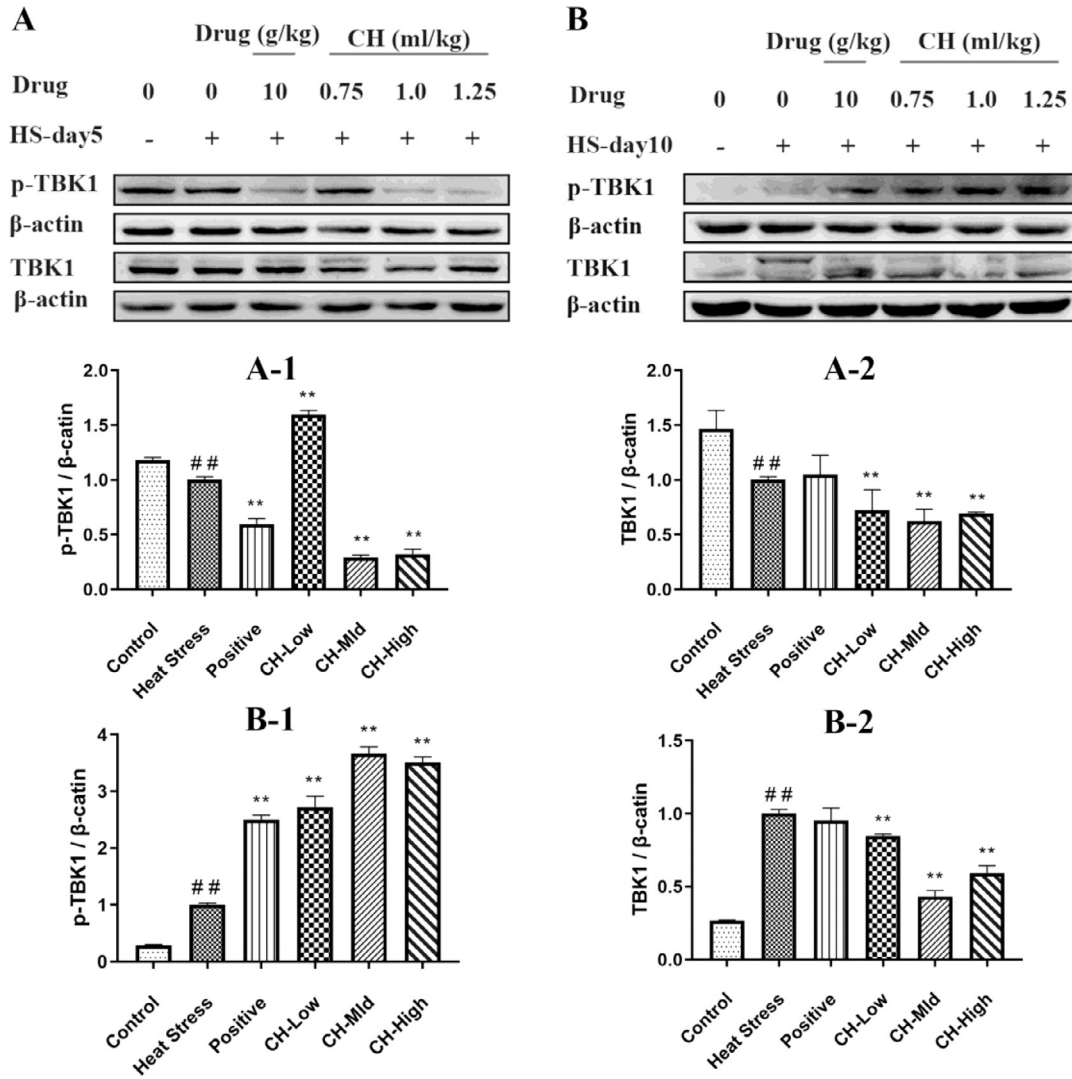 A
Drug (g/kg) CH (ml/kg)
Drug 0 0 10 0.75 1.0 1.25
HS-day5 - + + + + +
p-TBK1
β-actin
TBK1
β-actin
B
Drug (g/kg) CH (ml/kg)
Drug 0 0 10 0.75 1.0 1.25
HS-day10 - + + + + +
p-TBK1
β-actin
TBK1
β-actin
A-1
p-TBK1 / β-catin
2.0
1.5
1.0
0.5
0.0
##
**
**
**
**
Control
Heat Stress
Positive
CH-Low
CH-MId
CH-High
A-2
TBK1 / β-catin
2.0
1.5
1.0
0.5
0.0
##
**
**
**
Control
Heat Stress
Positive
CH-Low
CH-MId
CH-High
B-1
p-TBK1 / β-catin
4
3
2
1
0
##
**
**
**
**
Control
Heat Stress
Positive
CH-Low
CH-MId
CH-High
B-2
TBK1 / β-catin
1.5
1.0
0.5
0.0
##
**
**
**
Control
Heat Stress
Positive
CH-Low
CH-MId
CH-High